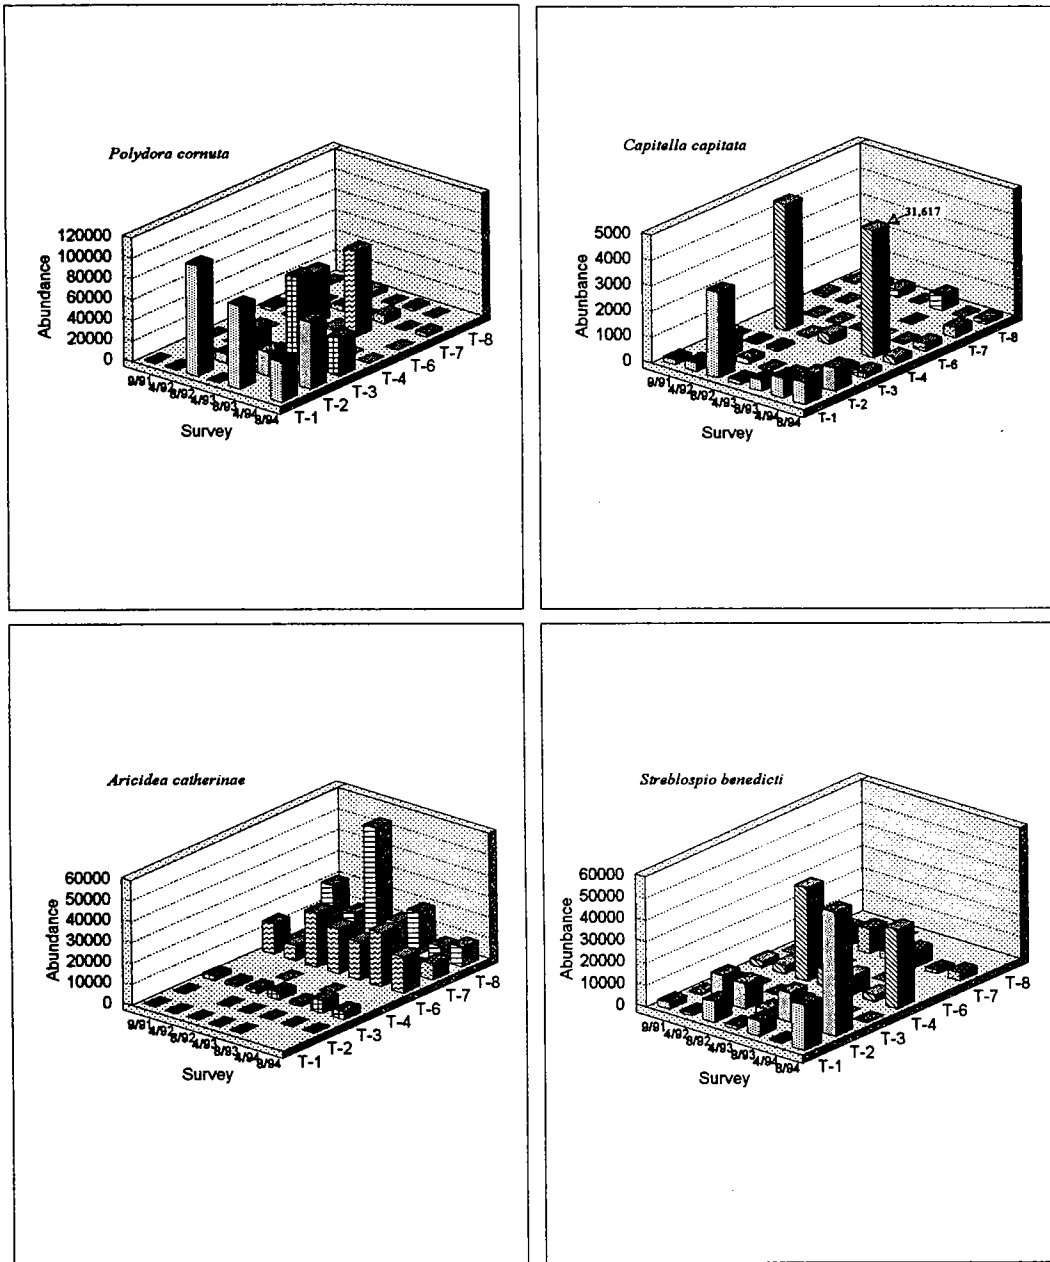 Polydora cornuta
120000
100000
80000
60000
40000
20000
0
Abundance
9/91 4/92 8/92 4/93 8/93 4/94 8/94
Survey
T-1 T-2 T-3 T-4 T-6 T-7 T-8
Capitella capitata
31,617
5000
4000
3000
2000
1000
0
Abunbance
9/91 4/92 8/92 4/93 8/93 4/94 8/94
Survey
T-1 T-2 T-3 T-4 T-6 T-7 T-8
Aricidea catherinae
60000
50000
40000
30000
20000
10000
0
Abundance
9/91 4/92 8/92 4/93 8/93 4/94 8/94
Survey
T-1 T-2 T-3 T-4 T-6 T-7 T-8
Streblospio benedicti
60000
50000
40000
30000
20000
10000
0
Abunbance
9/91 4/92 8/92 4/93 8/93 4/94 8/94
Survey
T-1 T-2 T-3 T-4 T-6 T-7 T-8